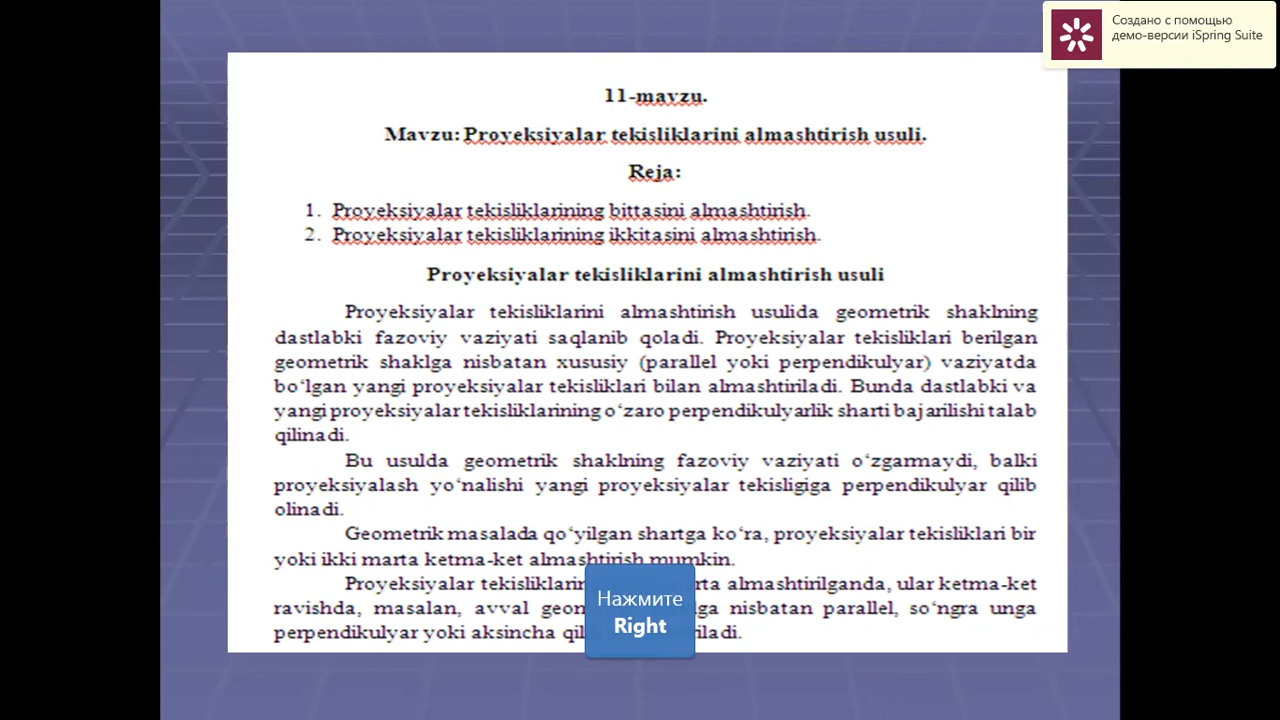 Создано с помощью
демо-версии iSpring Suite
11-mavzu.
Mavzu: Proyeksiyalar tekisliklarini almashtirish usuli.
Reja:
1. Proyeksiyalar tekisliklarining bittasini almashtirish.
2. Proyeksiyalar tekisliklarining ikkitasini almashtirish.
Proyeksiyalar tekisliklarini almashtirish usuli
Proyeksiyalar tekisliklarini almashtirish usulida geometrik shaklning
dastlabki fazoviy vaziyati saqlanib qoladi. Proyeksiyalar tekisliklari berilgan
geometrik shaklga nisbatan xususiy (parallel yoki perpendikulyar) vaziyatda
bo‘lgan yangi proyeksiyalar tekisliklari bilan almashtiriladi. Bunda dastlabki va
yangi proyeksiyalar tekisliklarining o‘zaro perpendikulyarlik sharti bajarilishi talab
qilinadi.
Bu usulda geometrik shaklning fazoviy vaziyati o‘zgarmaydi, balki
proyeksiyalash yo‘nalishi yangi proyeksiyalar tekisligiga perpendikulyar qilib
olinadi.
Geometrik masalada qo‘yilgan shartga ko‘ra, proyeksiyalar tekisliklari bir
yoki ikki marta ketma-ket almashtirish mumkin.
Proyeksiyalar almashtirilganda, ular ketma-ket
ravishda, masalan, avval nisbatan parallel, so‘ngra unga
perpendikulyar yoki aksincha
Нажмите
Right